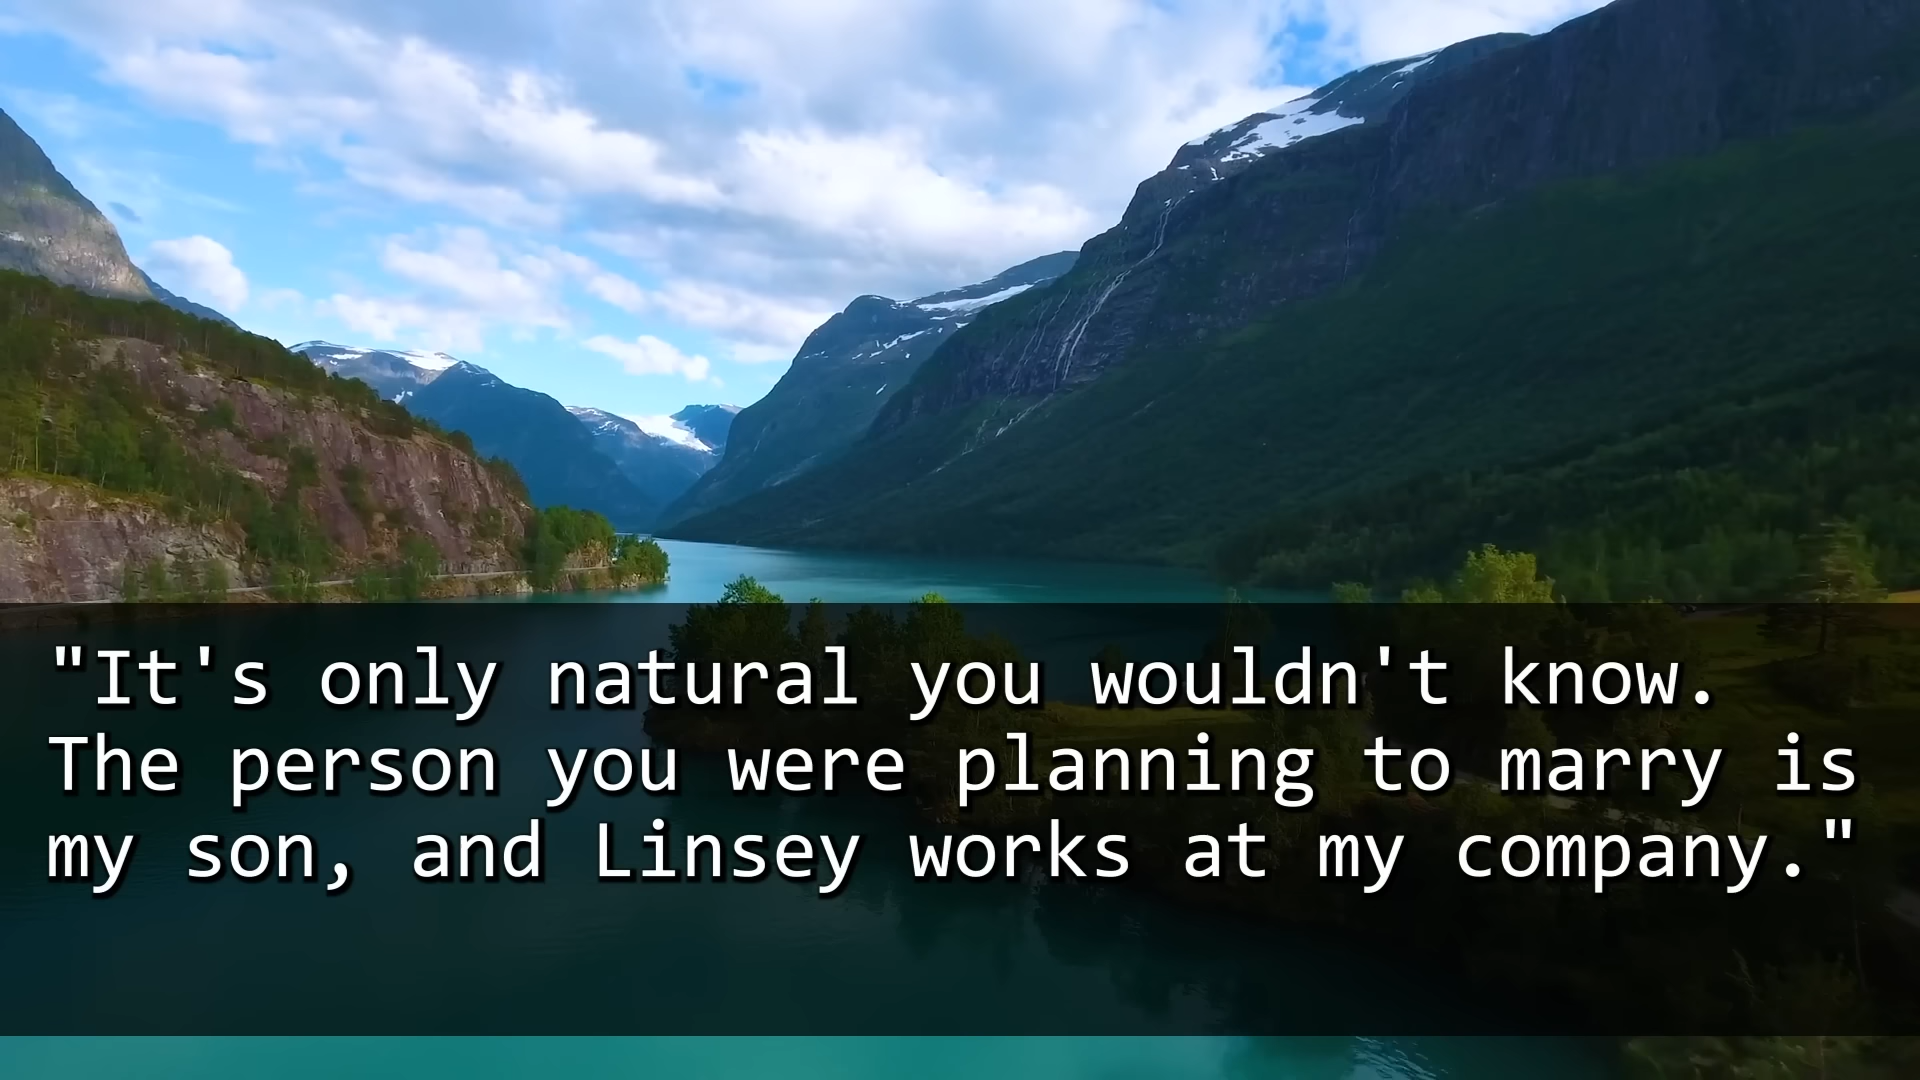 "It's only natural you wouldn't know.
The person you were planning to marry is
my son, and Linsey works at my company."